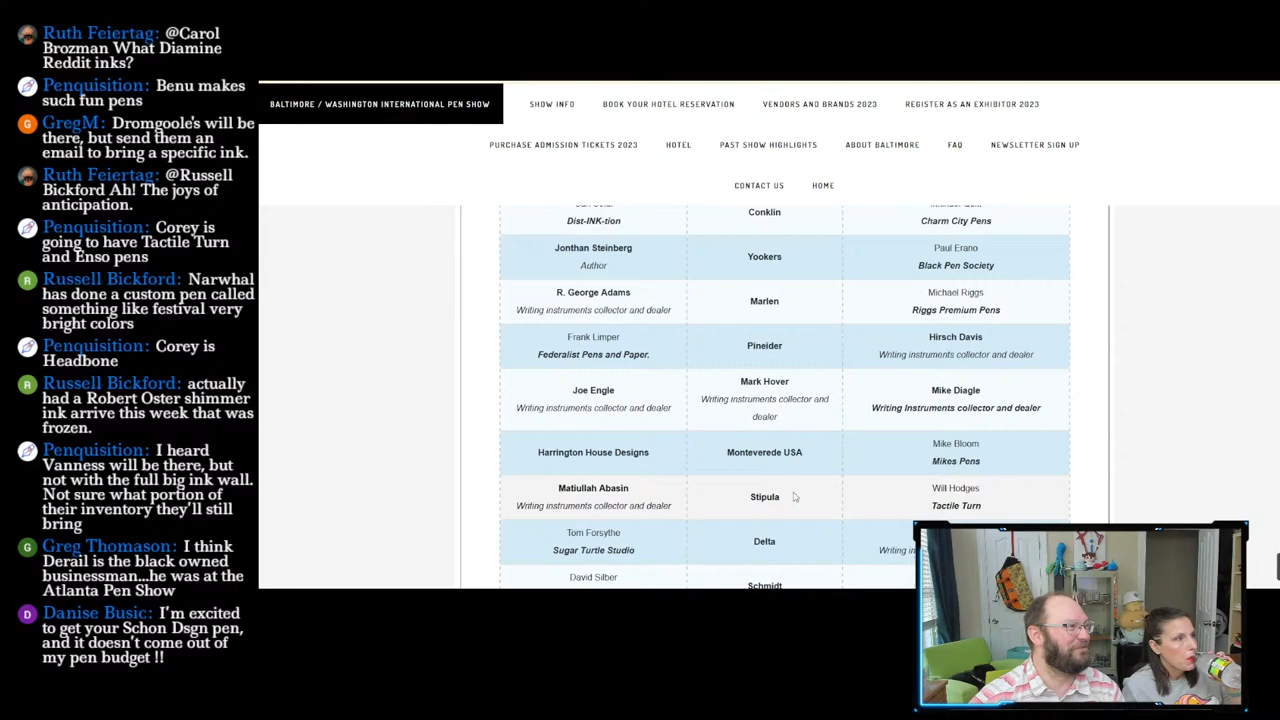 Ruth Feiertag: @Carol
Brozman What Diamine
Reddit inks?
Penquisition: Benu makes
such fun pens
GregM: Dromgoole's will be
there, but send them an
email to bring a specific ink.
Ruth Feiertag: @Russell
Bickford Ah! The joys of
anticipation.
Penquisition: Corey is
going to have Tactile Turn
and Enso pens
Russell Bickford: Narwhal
has done a custom pen called
something like festival very
bright colors
Penquisition: Corey is
Headbone
Russell Bickford: actually
had a Robert Oster shimmer
ink arrive this week that was
frozen.
Penquisition: I heard
Vanness will be there, but
not with the full big ink wall.
Not sure what portion of
their inventory they'll still
bring
Greg Thomason: I think
Derail is the black owned
businessman...he was at the
Atlanta Pen Show
Danise Busic: I'm excited
to get your Schon Dsgn pen,
and it doesn't come out of
my pen budget !!
BALTIMORE / WASHINGTON INTERNATIONAL PEN SHOW
SHOW INFO BOOK YOUR HOTEL RESERVATION VENDORS AND BRANDS 2023 REGISTER AS AN EXHIBITOR 2023
PURCHASE ADMISSION TICKETS 2023 HOTEL PAST SHOW HIGHLIGHTS ABOUT BALTIMORE FAQ NEWSLETTER SIGN UP
CONTACT US HOME
Dist-INK-tion
Conklin
Charm City Pens
Jonthan Steinberg
Author
Yookers
Paul Erano
Black Pen Society
R. George Adams
Writing instruments collector and dealer
Marlen
Michael Riggs
Riggs Premium Pens
Frank Limper
Federalist Pens and Paper.
Pineider
Hirsch Davis
Writing instruments collector and dealer
Joe Engle
Writing instruments collector and dealer
Mark Hover
Writing instruments collector and
dealer
Mike Diagle
Writing Instruments collector and dealer
Harrington House Designs
Monteverede USA
Mike Bloom
Mikes Pens
Matiullah Abasin
Writing instruments collector and dealer
Stipula
Will Hodges
Tactile Turn
Tom Forsythe
Sugar Turtle Studio
Delta
David Silber
Schmidt